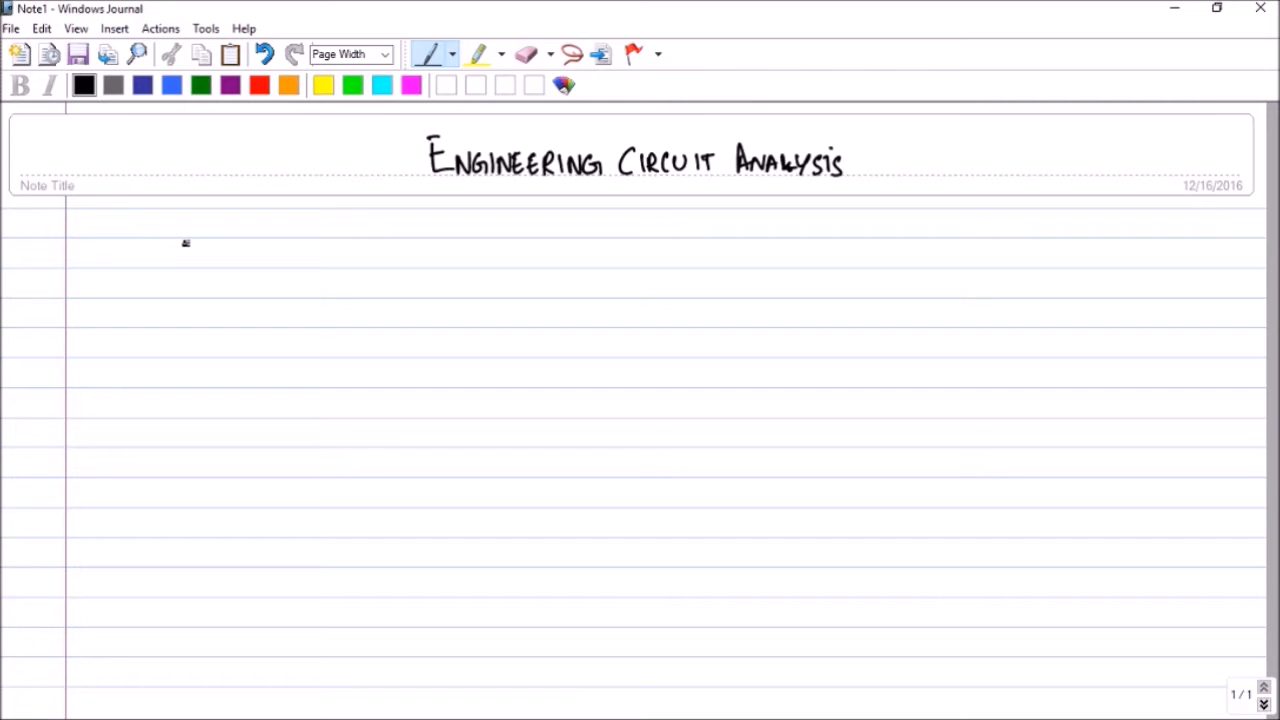 Note1 - Windows Journal
File Edit View Insert Actions Tools Help
Page Width
B I
ENGINEERING CIRCUIT ANALYSIS
Note Title
12/16/2016
1/1